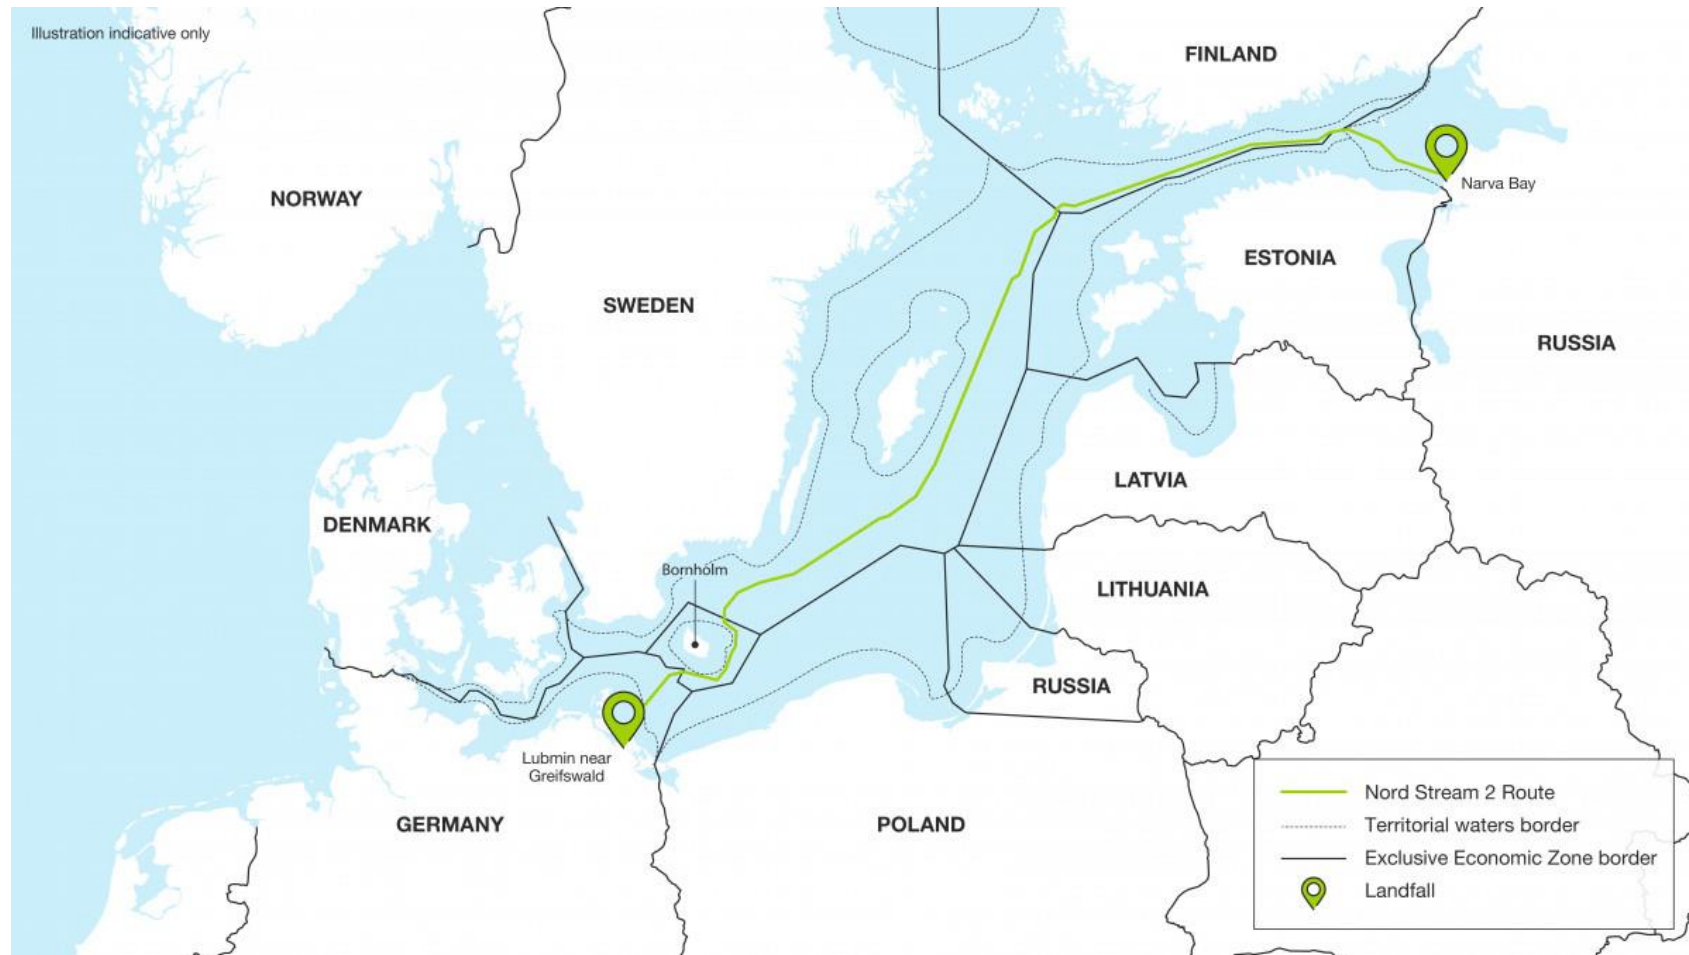 Illustration indicative only
FINLAND
Narva Bay
NORWAY
ESTONIA
SWEDEN
RUSSIA
LATVIA
DENMARK
Bornholm
LITHUANIA
RUSSIA
Lubmin near
Greifswald
GERMANY
POLAND
Nord Stream 2 Route
Territorial waters border
Exclusive Economic Zone border
Landfall